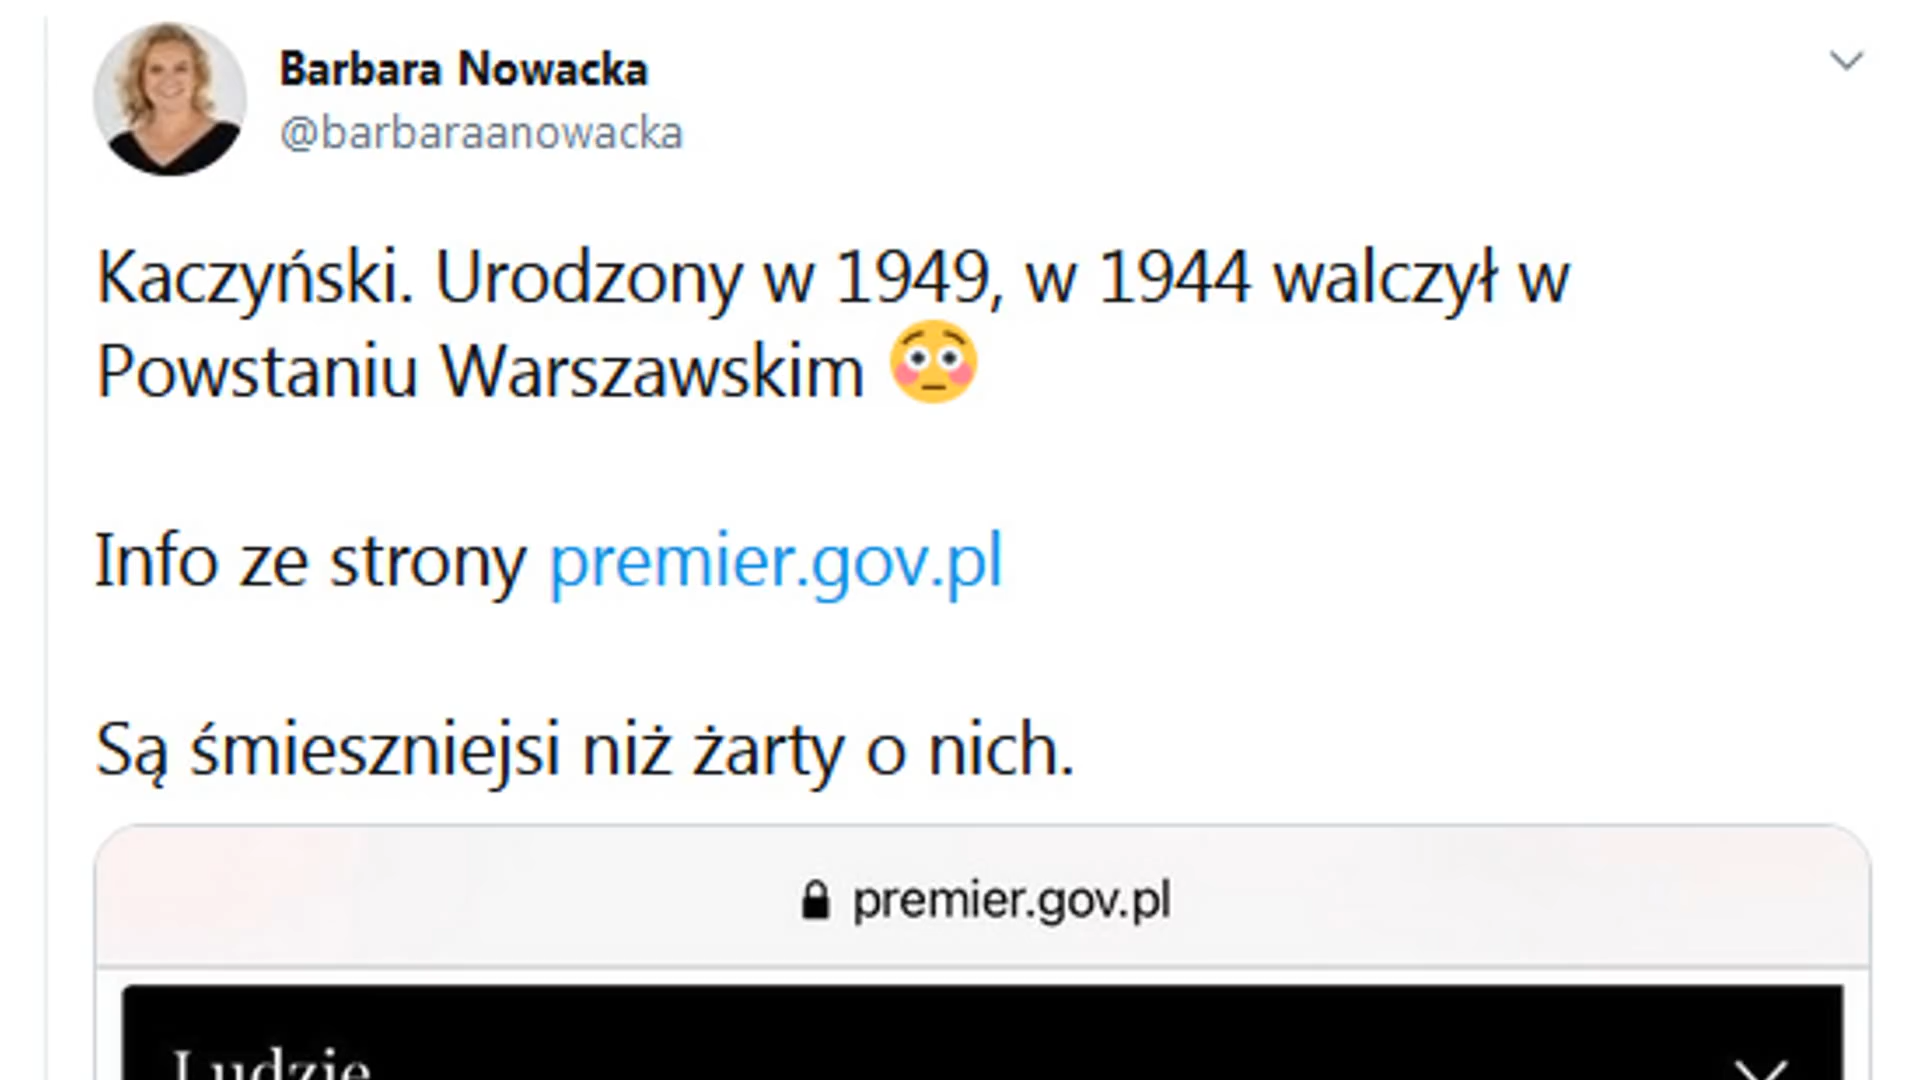 Barbara Nowacka
@barbaraanowacka
Kaczyński. Urodzony w 1949, w 1944 walczył w
Powstaniu Warszawskim 😳
Info ze strony premier.gov.pl
Są śmieszniejsi niż żarty o nich.
premier.gov.pl
Ludzie